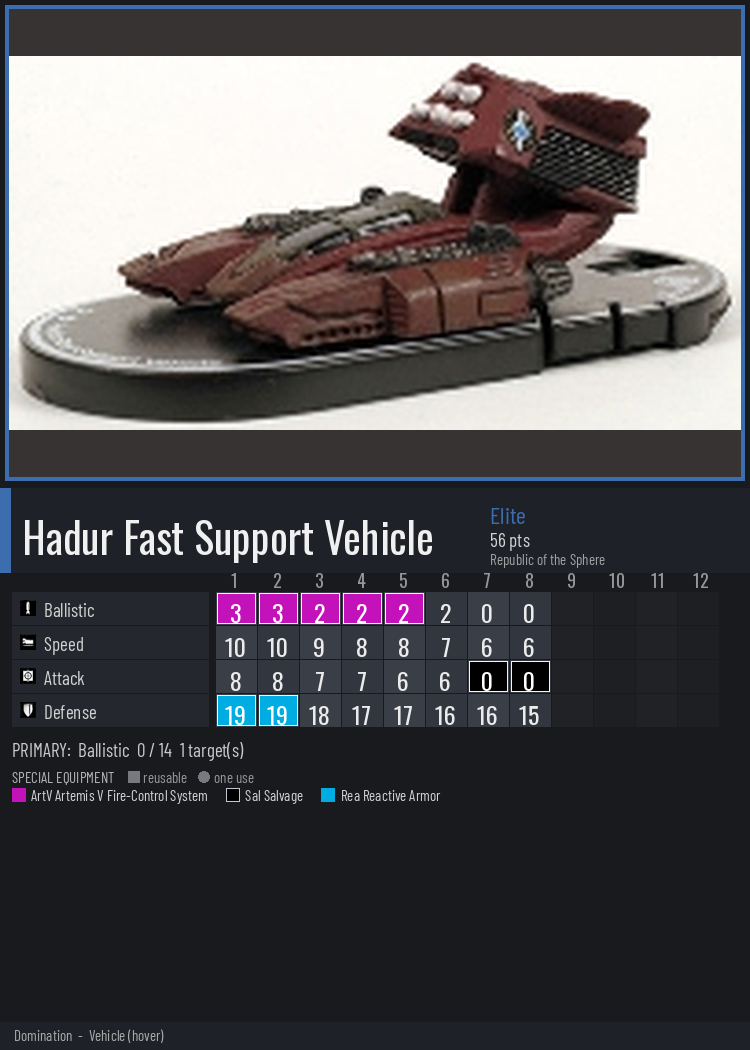 Hadur Fast Support Vehicle
Elite
56 pts
Republic of the Sphere
1 2 3 4 5 6 7 8 9 10 11 12
Ballistic 3 3 2 2 2 2 0 0
Speed 10 10 9 8 8 7 6 6
Attack 8 8 7 7 6 6 0 0
Defense 19 19 18 17 17 16 16 15
PRIMARY: Ballistic 0 / 14 1 target(s)
SPECIAL EQUIPMENT reusable one use
ArtV Artemis V Fire-Control System Sal Salvage Rea Reactive Armor
Domination - Vehicle (hover)